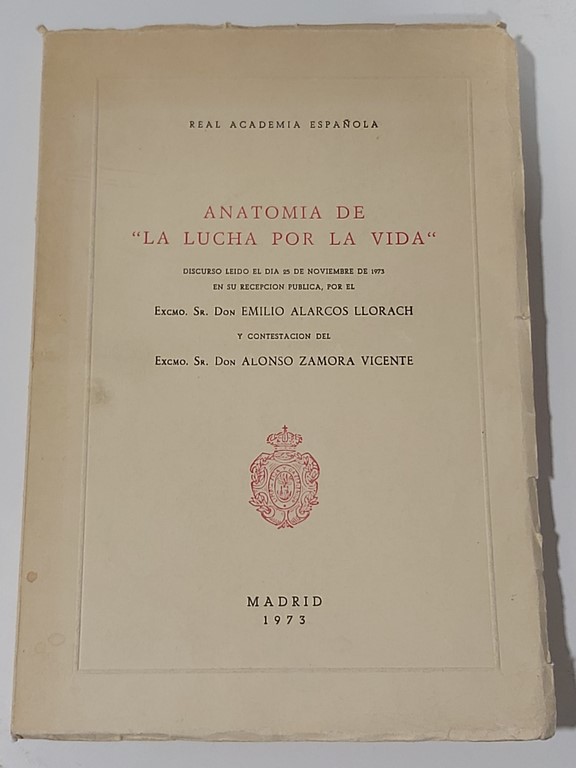 REAL ACADEMIA ESPAÑOLA
ANATOMIA DE
"LA LUCHA POR LA VIDA“
DISCURSO LEIDO EL DIA 25 DE NOVIEMBRE DE 1973
EN SU RECEPCION PUBLICA, POR EL
EXCMO. SR. DON EMILIO ALARCOS LLORACH
Y CONTESTACION DEL
EXCMO. SR. DON ALONSO ZAMORA VICENTE
MADRID
1973